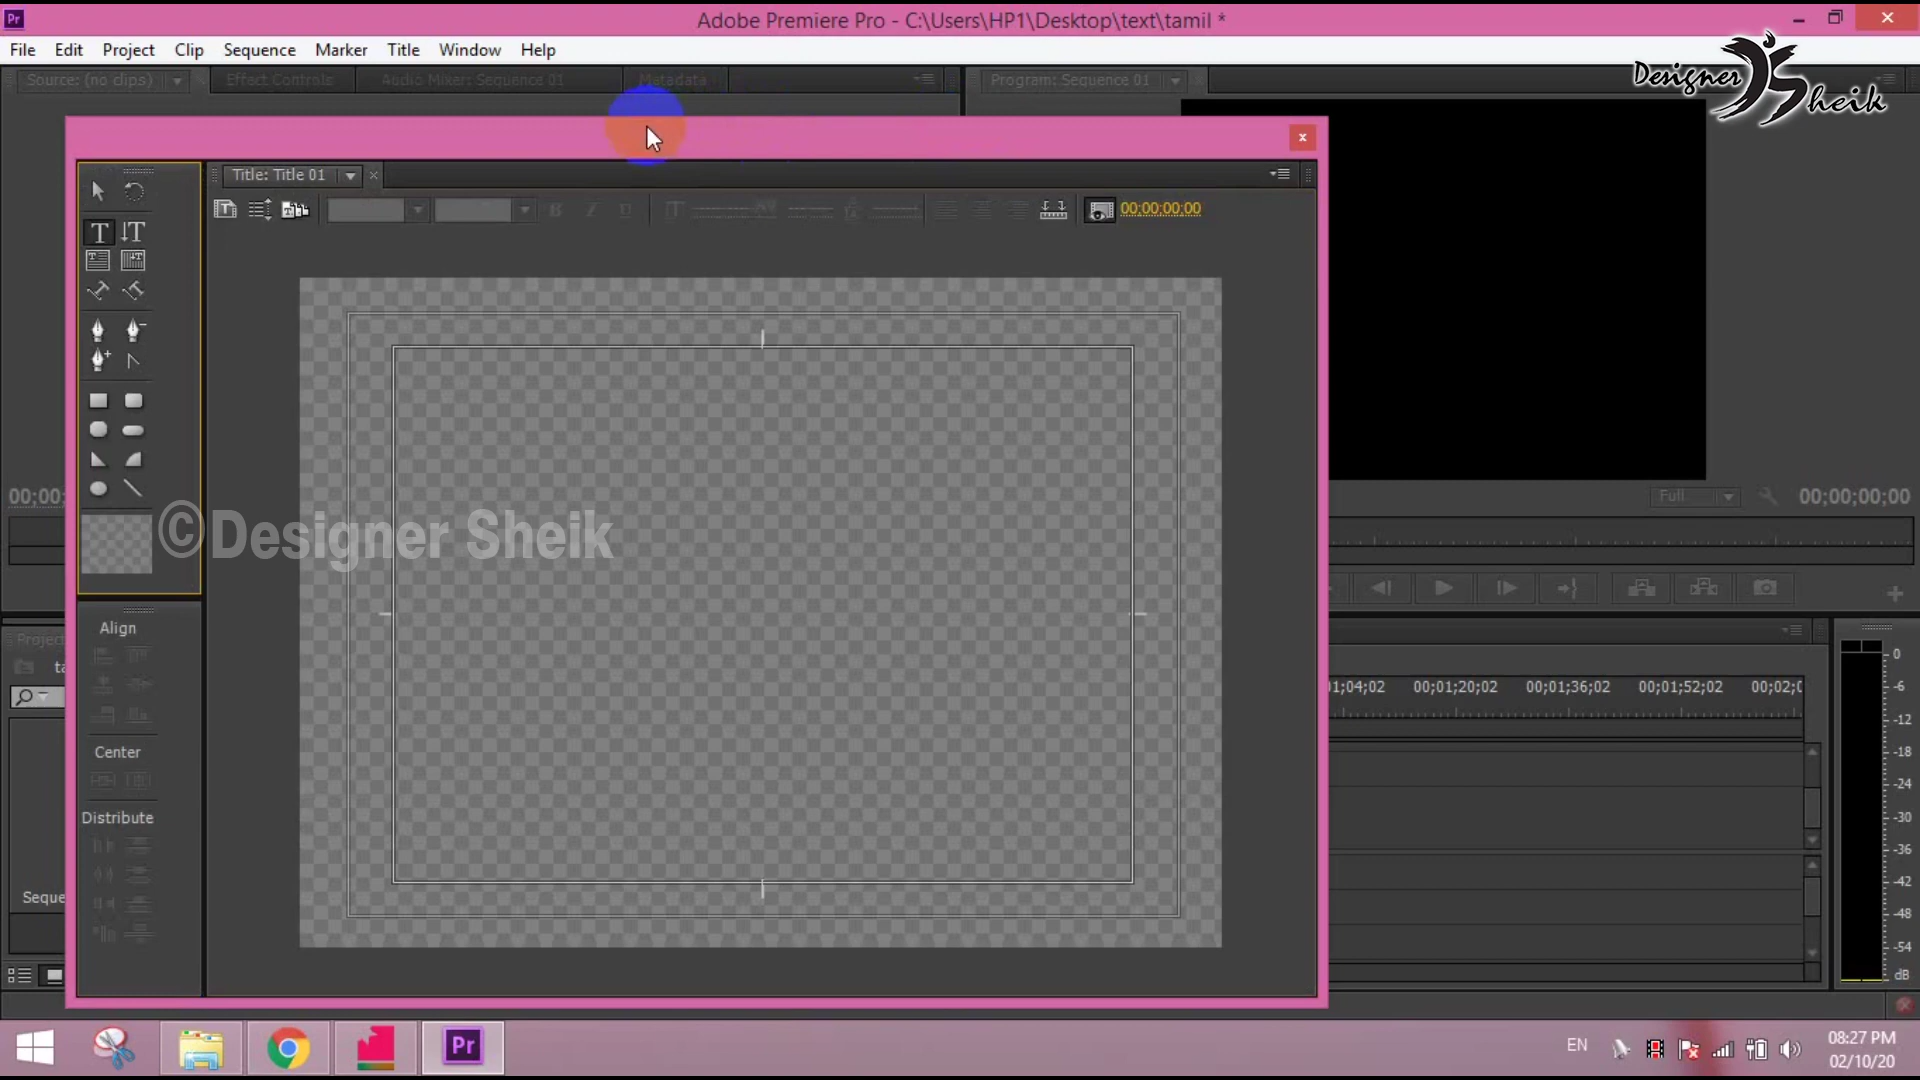 Adobe Premiere Pro - C:\Users\HP1\Desktop\text\tamil *
File Edit Project Clip Sequence Marker Title Window Help
Source: (no clips) Effect Controls Audio Mixer: Sequence 01 Metadata Program: Sequence 01
Designer Sheik
Title: Title 01
00;00;00;00
00;00;
Full
00;00;00;00
©Designer Sheik
Align
Project
00;01;20;02 00;01;36;02 00;01;52;02
Center
Distribute
Seque
0
-6
-12
-18
-24
-30
-36
-42
-48
-54
dB
EN
08:27 PM
02/10/20